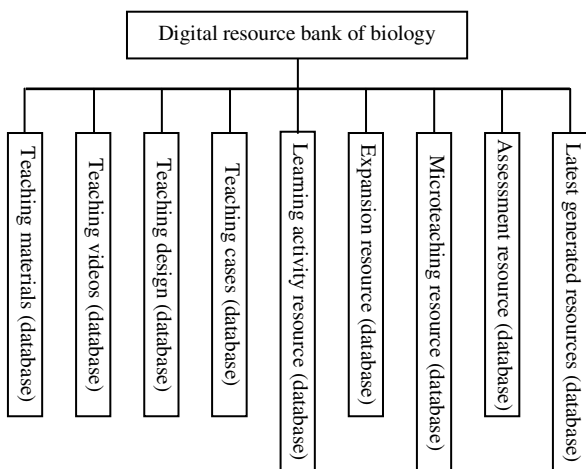 Digital resource bank of biology
Teaching materials (database)
Teaching videos (database)
Teaching design (database)
Teaching cases (database)
Learning activity resource (database)
Expansion resource (database)
Microteaching resource (database)
Assessment resource (database)
Latest generated resources (database)